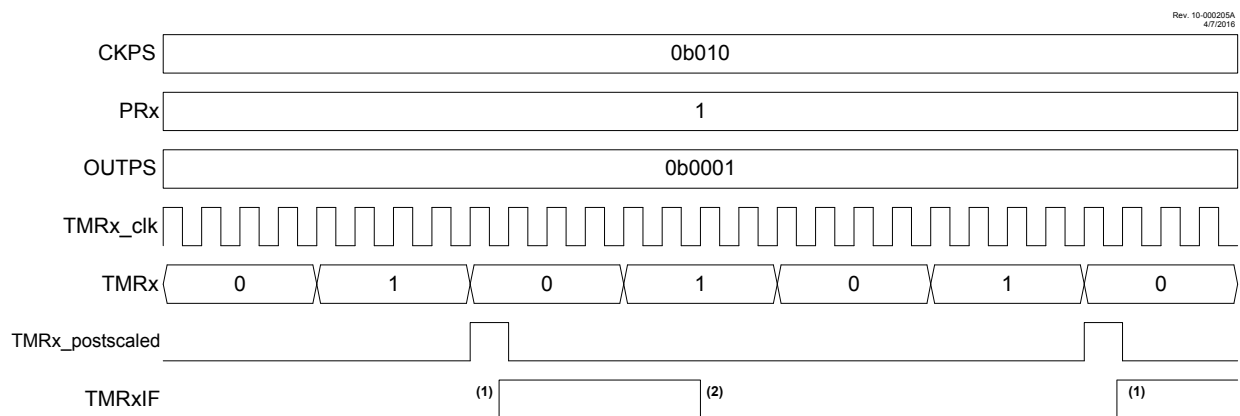 Rev. 10-000205A
4/7/2016
CKPS 0b010
PRx 1
OUTPS 0b0001
TMRx_clk
TMRx 0 1 0 1 0 1 0
TMRx_postscaled
TMRxIF (1) (2) (1)